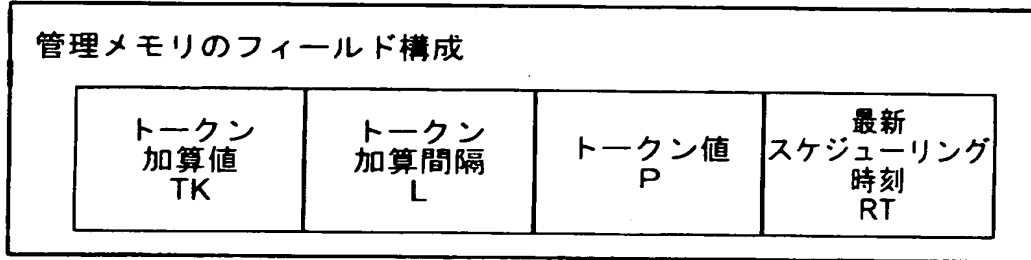 管理メモリのフィールド構成
トークン
加算値
TK
トークン
加算間隔
L
トークン値
P
最新
スケジューリング
時刻
RT